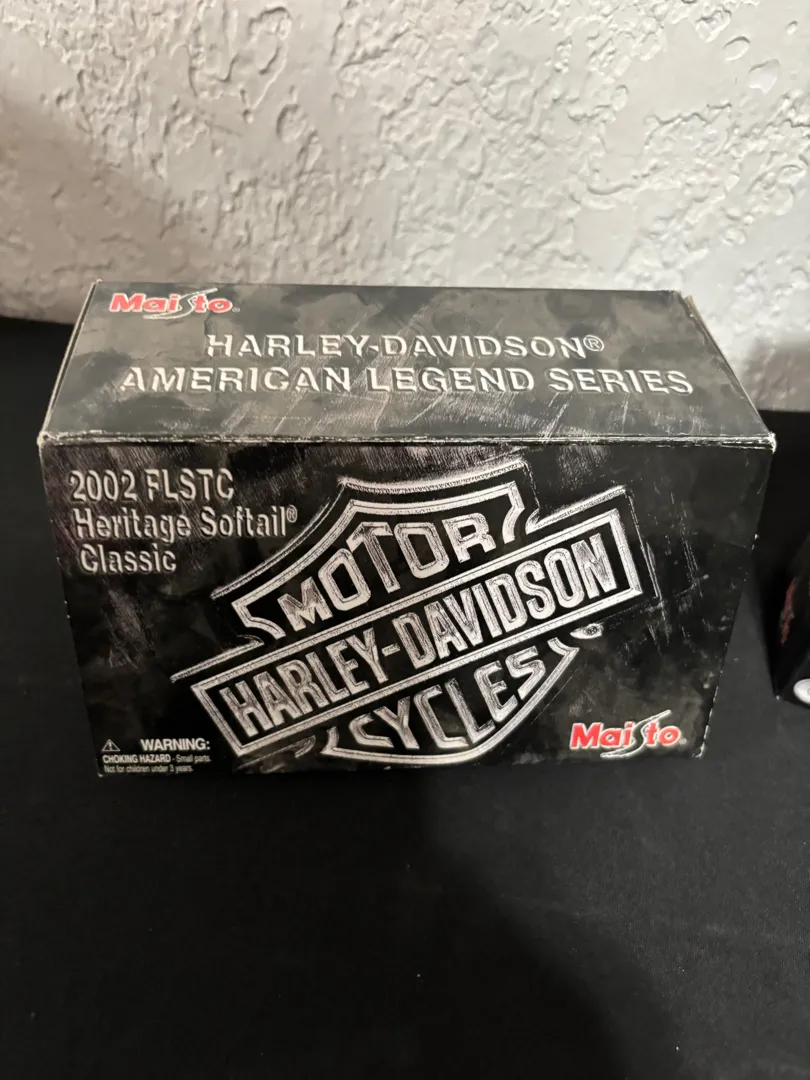 Maisto®
HARLEY-DAVIDSON®
AMERICAN LEGEND SERIES
2002 FLSTC
Heritage Softail®
Classic
MOTOR
HARLEY-DAVIDSON
CYCLES
WARNING:
CHOKING HAZARD - Small parts.
Not for children under 3 years.
Maisto®